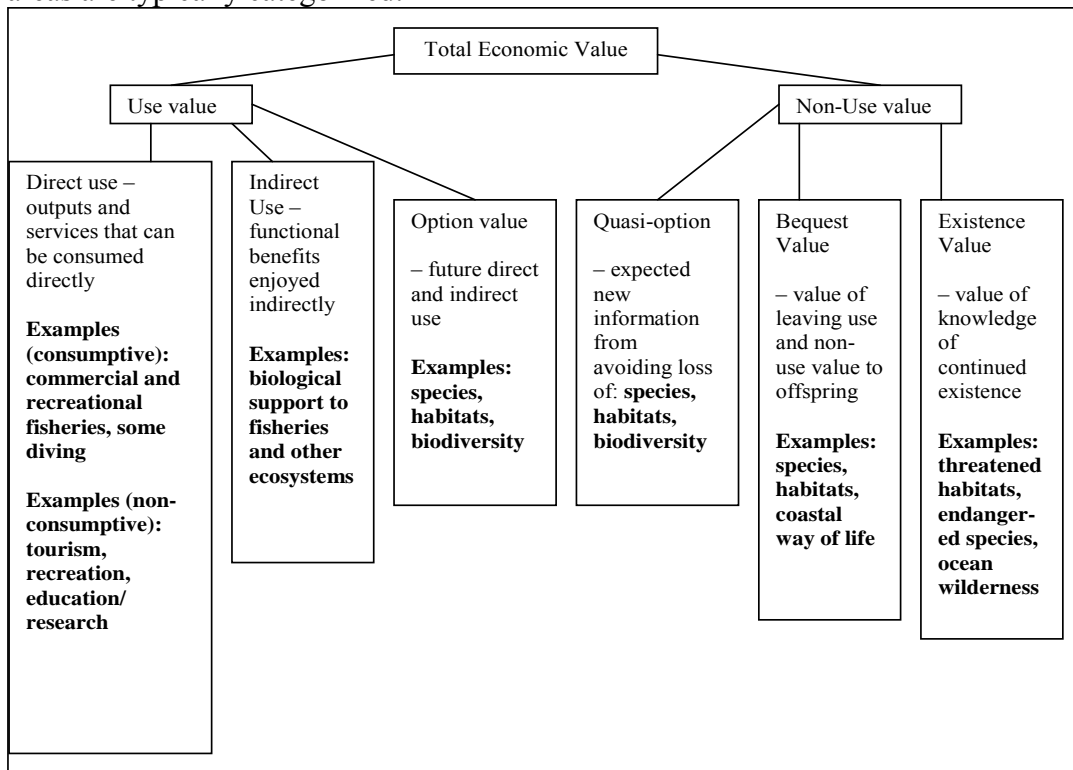 Total Economic Value
Use value
Non-Use value
Direct use –
outputs and
services that can
be consumed
directly
Examples
(consumptive):
commercial and
recreational
fisheries, some
diving
Examples (non-
consumptive):
tourism,
recreation,
education/
research
Indirect
Use –
functional
benefits
enjoyed
indirectly
Examples:
biological
support to
fisheries
and other
ecosystems
Option value
– future direct
and indirect
use
Examples:
species,
habitats,
biodiversity
Quasi-option
– expected
new
information
from
avoiding loss
of: species,
habitats,
biodiversity
Bequest
Value
– value of
leaving use
and non-
use value to
offspring
Examples:
species,
habitats,
coastal
way of life
Existence
Value
– value of
knowledge
of
continued
existence
Examples:
threatened
habitats,
endanger-
ed species,
ocean
wilderness